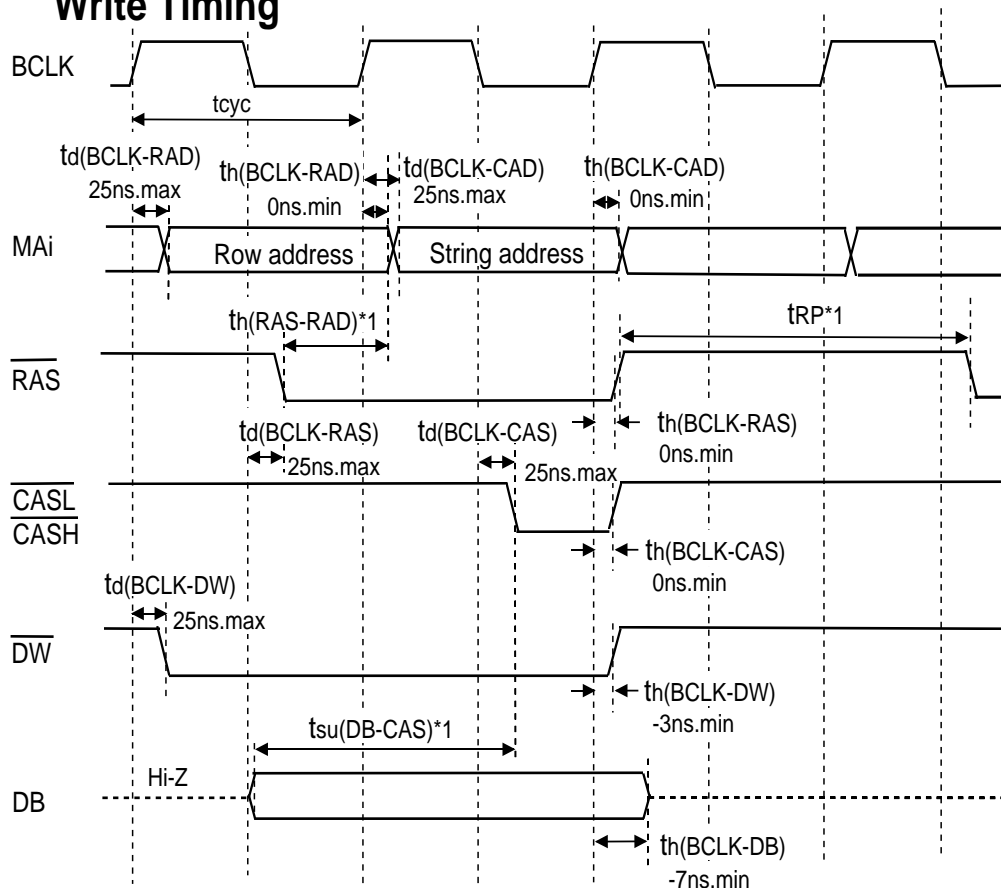 Write Timing
BCLK
tcyc
td(BCLK-RAD)
25ns.max
th(BCLK-RAD)
0ns.min
td(BCLK-CAD)
25ns.max
th(BCLK-CAD)
0ns.min
MAi
Row address
String address
th(RAS-RAD)*1
tRP*1
RAS
td(BCLK-RAS)
25ns.max
td(BCLK-CAS)
25ns.max
th(BCLK-RAS)
0ns.min
CASL
CASH
th(BCLK-CAS)
0ns.min
td(BCLK-DW)
25ns.max
DW
th(BCLK-DW)
-3ns.min
tsu(DB-CAS)*1
Hi-Z
DB
th(BCLK-DB)
-7ns.min